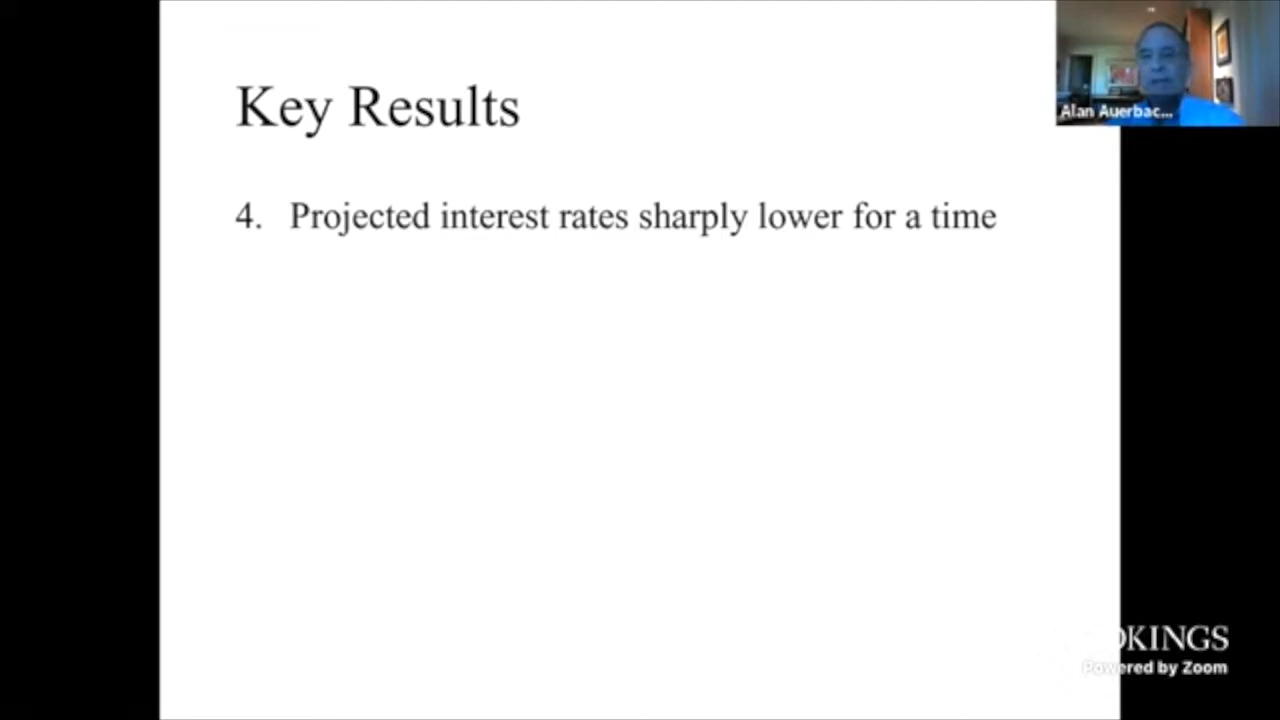 Key Results
Alan Auerbac...
4. Projected interest rates sharply lower for a time
OKINGS
Powered by Zoom